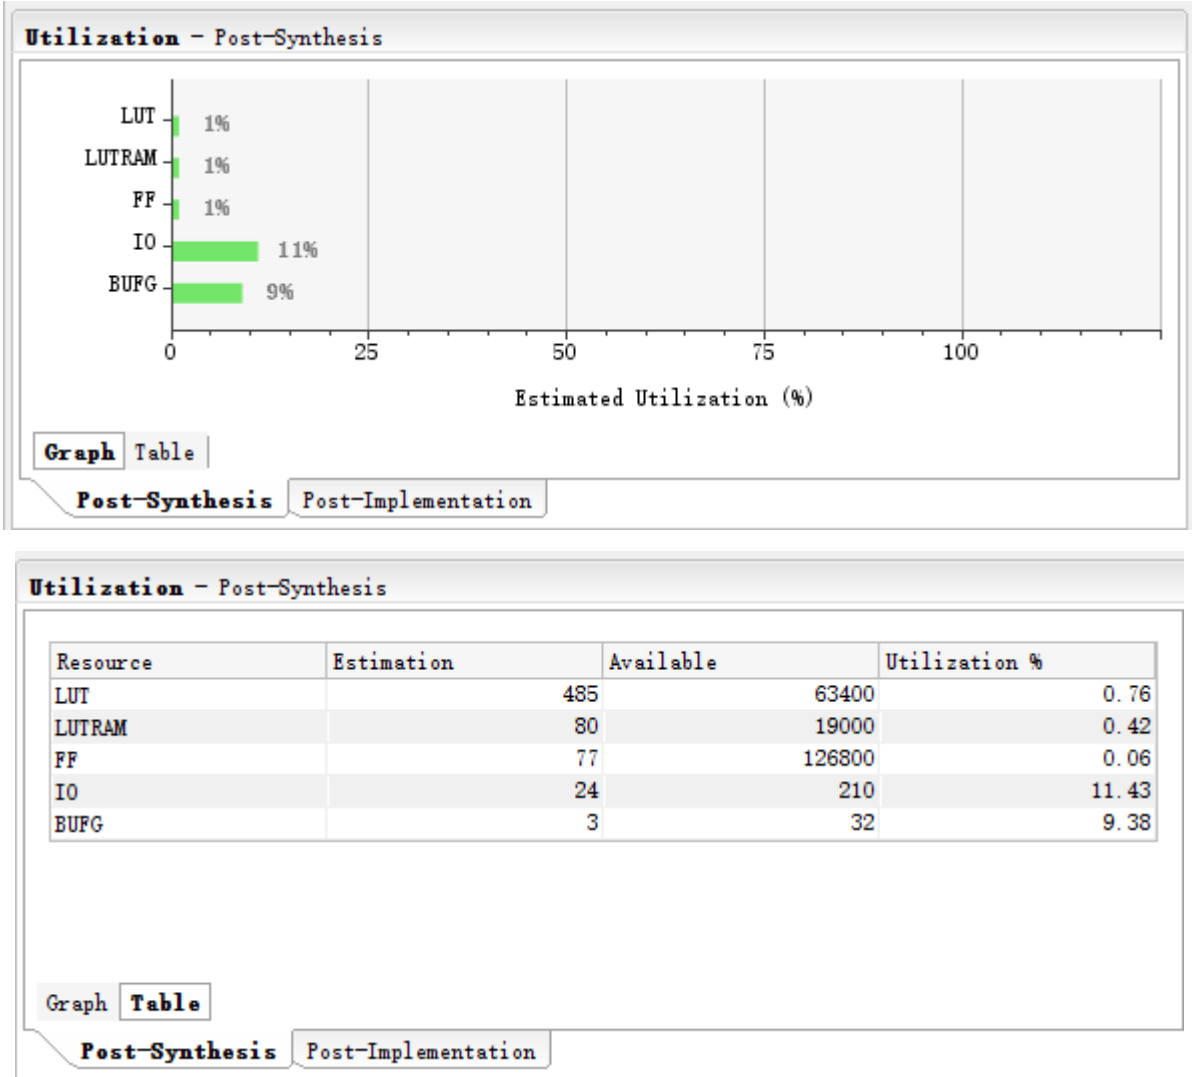 Utilization - Post-Synthesis
LUT 1%
LUTRAM 1%
FF 1%
IO 11%
BUFG 9%
0 25 50 75 100
Estimated Utilization (%)
Graph Table
Post-Synthesis Post-Implementation
Utilization - Post-Synthesis
Resource Estimation Available Utilization %
LUT 485 63400 0.76
LUTRAM 80 19000 0.42
FF 77 126800 0.06
IO 24 210 11.43
BUFG 3 32 9.38
Graph Table
Post-Synthesis Post-Implementation